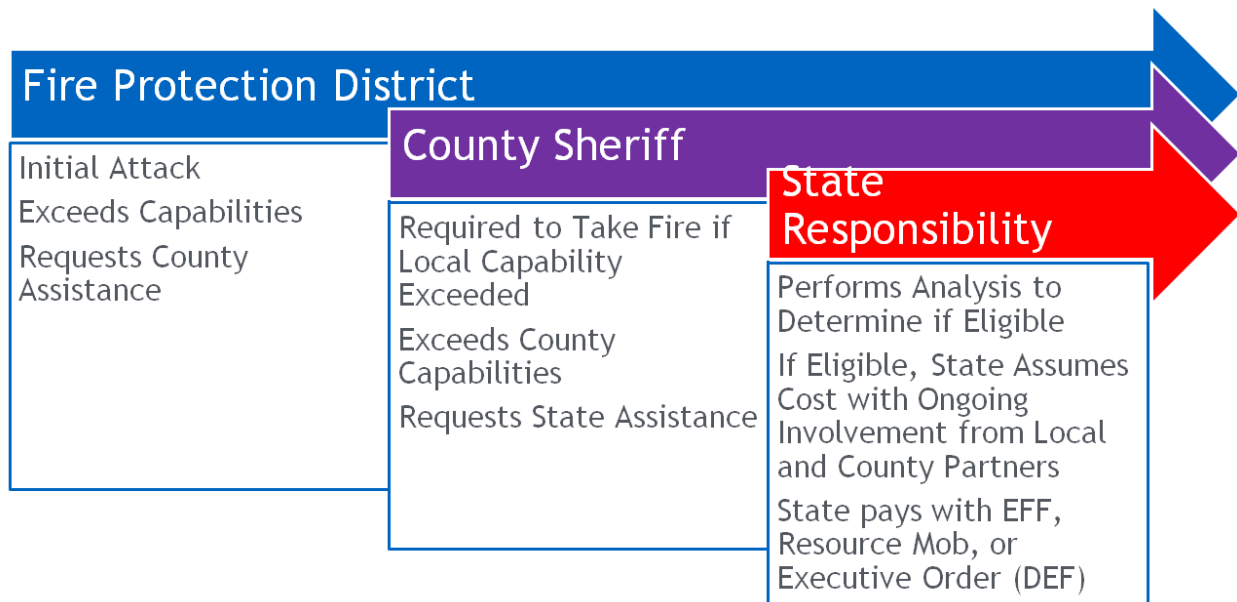 Fire Protection District
Initial Attack
Exceeds Capabilities
Requests County
Assistance
County Sheriff
Required to Take Fire if
Local Capability
Exceeded
Exceeds County
Capabilities
Requests State Assistance
State
Responsibility
Performs Analysis to
Determine if Eligible
If Eligible, State Assumes
Cost with Ongoing
Involvement from Local
and County Partners
State pays with EFF,
Resource Mob, or
Executive Order (DEF)